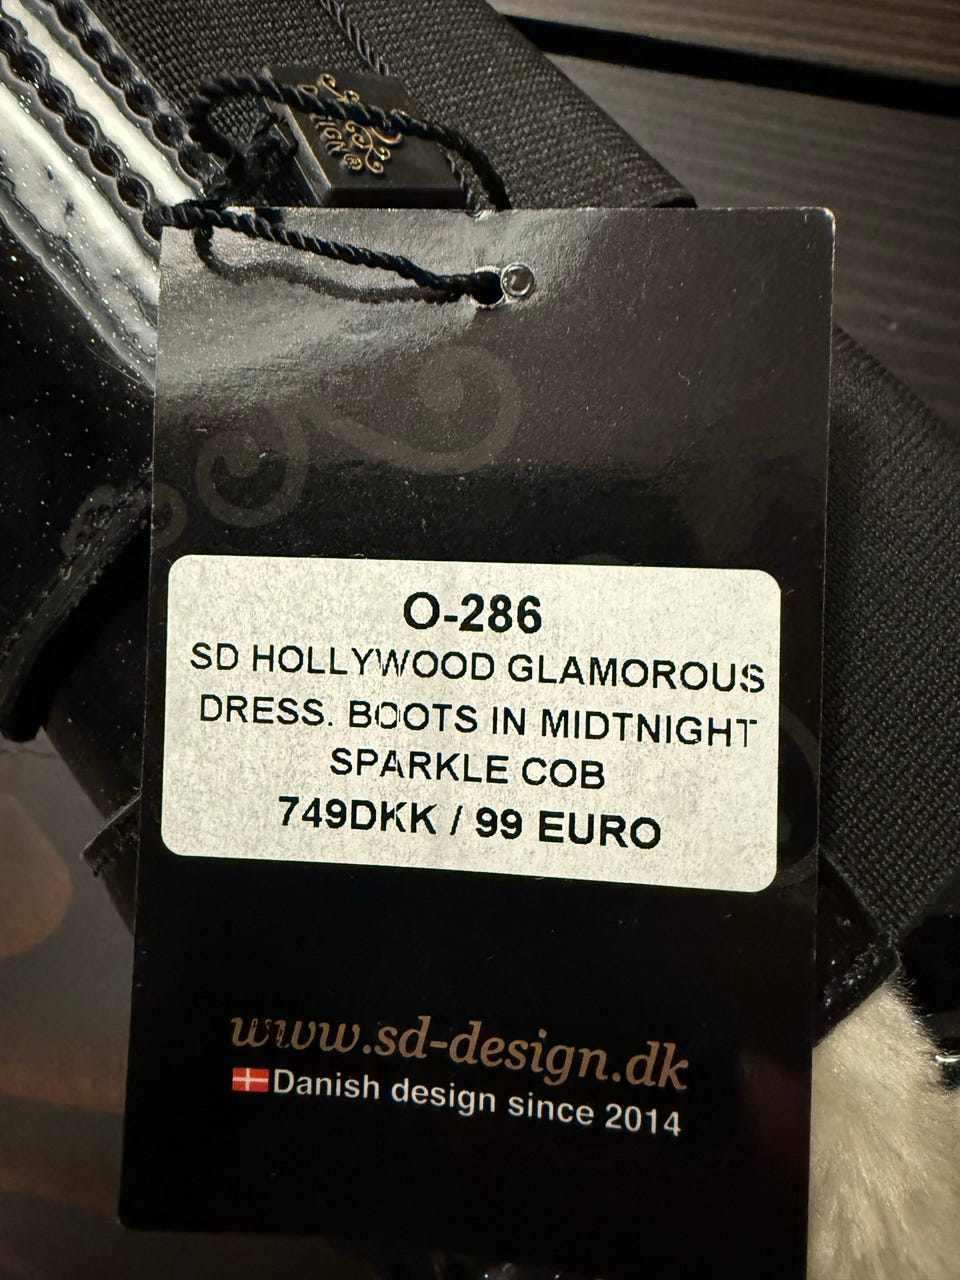 SIGN®
O-286
SD HOLLYWOOD GLAMOROUS
DRESS. BOOTS IN MIDTNIGHT
SPARKLE COB
749DKK / 99 EURO
www.sd-design.dk
Danish design since 2014